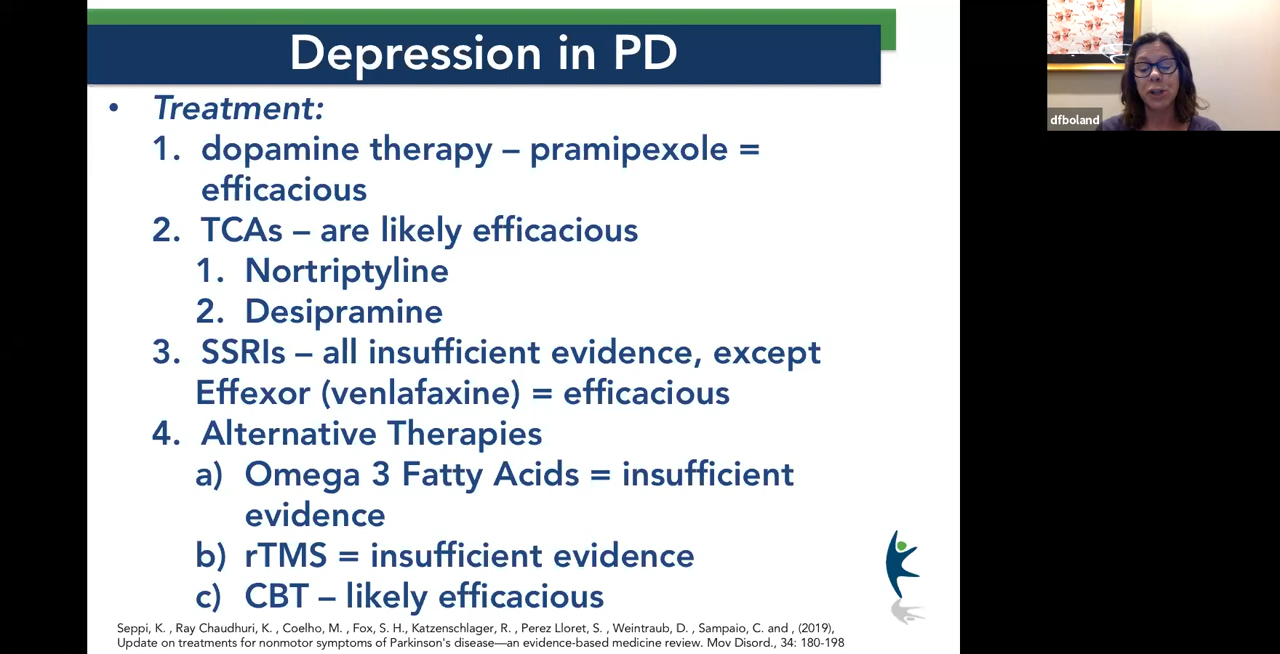 Depression in PD
• Treatment:
1. dopamine therapy – pramipexole =
efficacious
2. TCAs – are likely efficacious
1. Nortriptyline
2. Desipramine
3. SSRIs – all insufficient evidence, except
Effexor (venlafaxine) = efficacious
4. Alternative Therapies
a) Omega 3 Fatty Acids = insufficient
evidence
b) rTMS = insufficient evidence
c) CBT – likely efficacious
Seppi, K. , Ray Chaudhuri, K. , Coelho, M. , Fox, S. H., Katzenschlager, R. , Perez Lloret, S. , Weintraub, D. , Sampaio, C. and , (2019),
Update on treatments for nonmotor symptoms of Parkinson's disease—an evidence-based medicine review. Mov Disord., 34: 180-198
dfboland